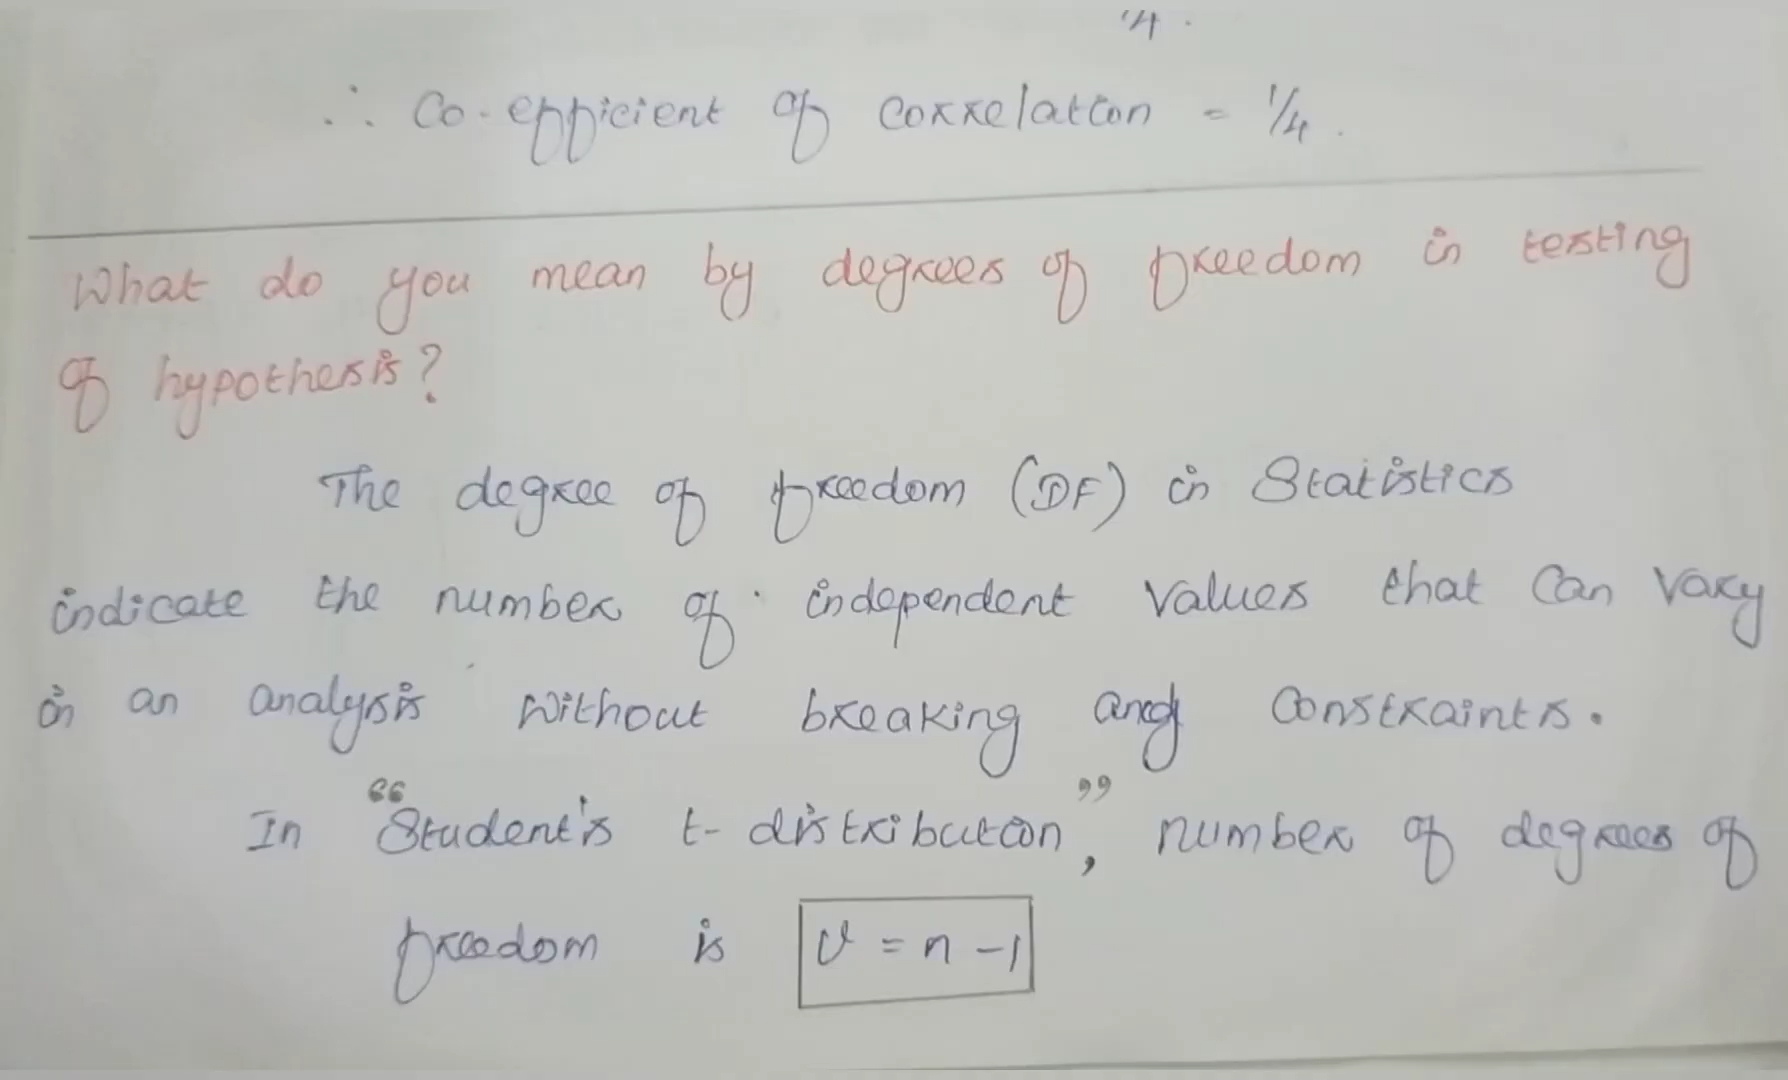 1/4 .
∴ Co-efficient of correlation = 1/4 .
What do you mean by degrees of freedom in testing
of hypothesis?
The degree of freedom (DF) in Statistics
indicate the number of independent values that can vary
in an analysis without breaking any constraints.
In "Student's t-distribution", number of degrees of
freedom is ν = n - 1